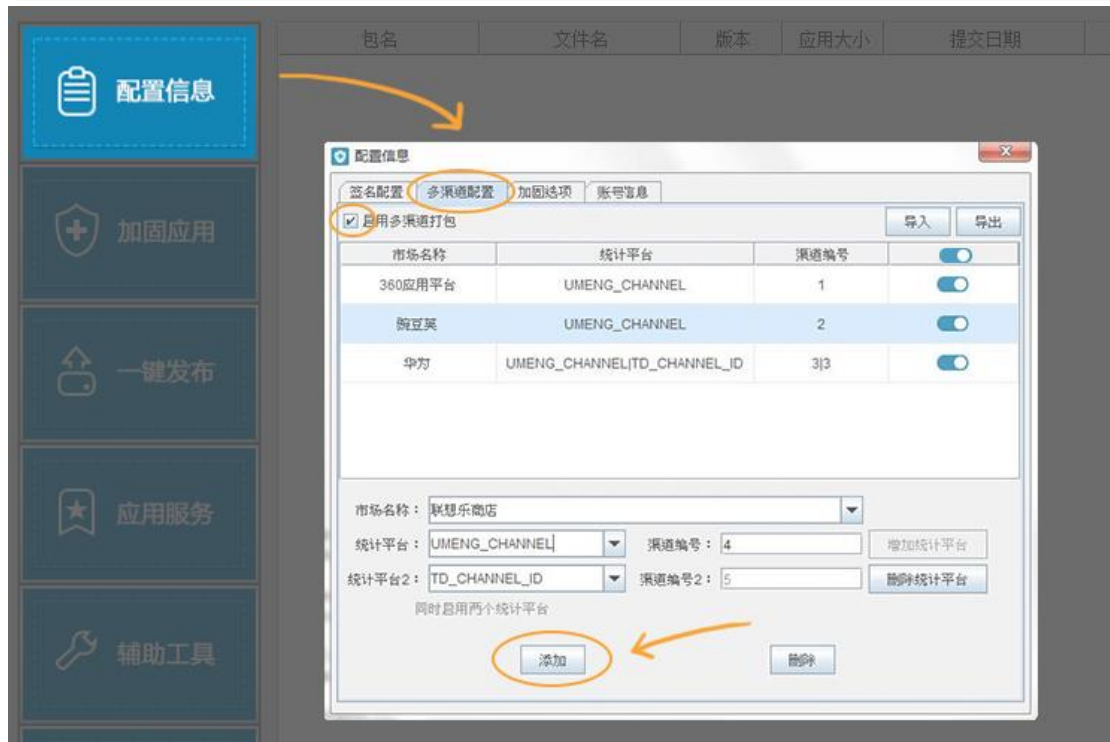 包名 文件名 版本 应用大小 提交日期
配置信息
加固应用
一键发布
应用服务
辅助工具
配置信息
签名配置 多渠道配置 加固选项 账号信息
启用多渠道打包 导入 导出
市场名称 统计平台 渠道编号
360应用平台 UMENG_CHANNEL 1
豌豆荚 UMENG_CHANNEL 2
华为 UMENG_CHANNEL|TD_CHANNEL_ID 3|3
市场名称： 联想乐商店
统计平台： UMENG_CHANNEL 渠道编号： 4 增加统计平台
统计平台2： TD_CHANNEL_ID 渠道编号2： 5 删除统计平台
同时启用两个统计平台
添加 删除